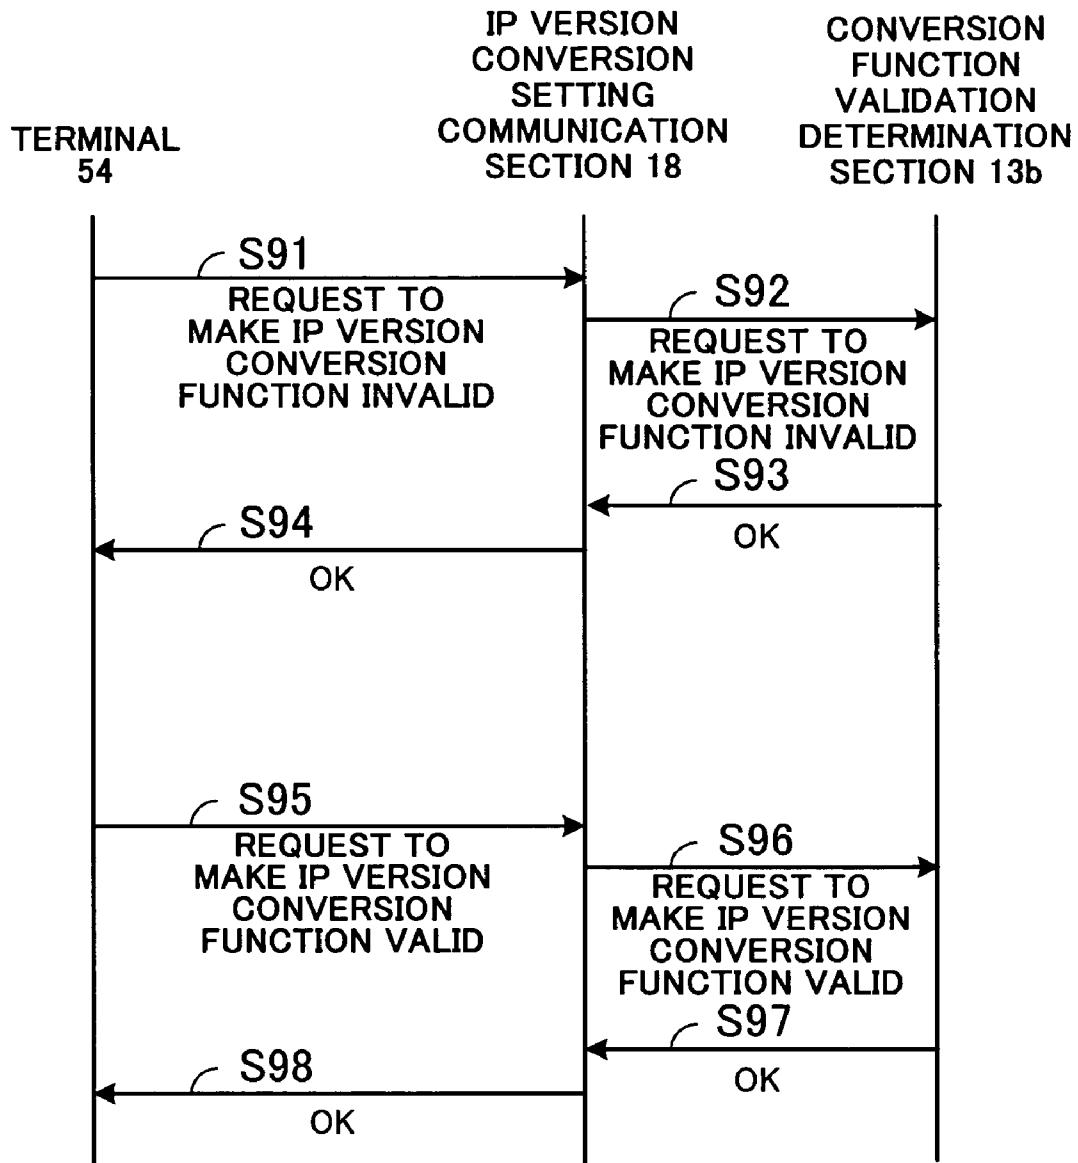 TERMINAL
54
IP VERSION
CONVERSION
SETTING
COMMUNICATION
SECTION 18
CONVERSION
FUNCTION
VALIDATION
DETERMINATION
SECTION 13b
S91
REQUEST TO
MAKE IP VERSION
CONVERSION
FUNCTION INVALID
S92
REQUEST TO
MAKE IP VERSION
CONVERSION
FUNCTION INVALID
S93
OK
S94
OK
S95
REQUEST TO
MAKE IP VERSION
CONVERSION
FUNCTION VALID
S96
REQUEST TO
MAKE IP VERSION
CONVERSION
FUNCTION VALID
S97
OK
S98
OK